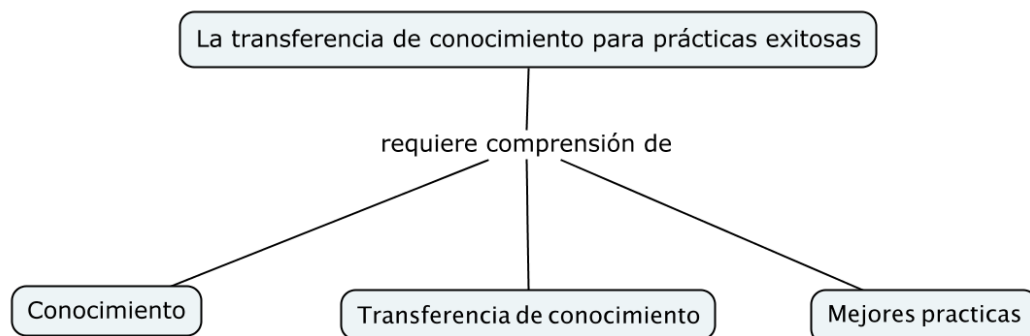 La transferencia de conocimiento para prácticas exitosas
requiere comprensión de
Conocimiento
Transferencia de conocimiento
Mejores practicas